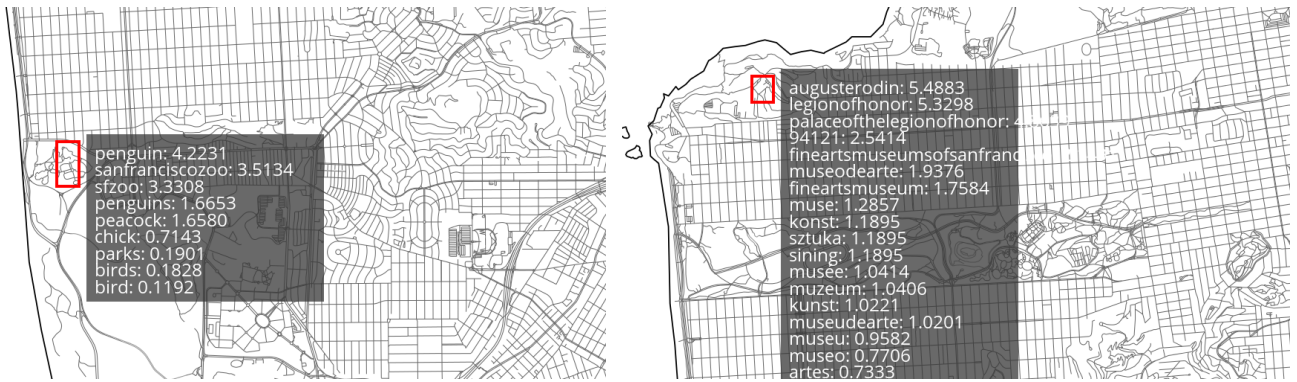 penguin: 4.2231
sanfranciscozoo: 3.5134
sfzoo: 3.3308
penguins: 1.6653
peacock: 1.6580
chick: 0.7143
parks: 0.1901
birds: 0.1828
bird: 0.1192
augusterodin: 5.4883
legionofhonor: 5.3298
palaceofthelegionofhonor:
94121: 2.5414
museodearte: 1.9376
fineartsmuseum: 1.7584
muse: 1.2857
konst: 1.1895
sztuka: 1.1895
sining: 1.1895
musée: 1.0414
muzeum: 1.0406
kunst: 1.0221
museudearte: 1.0201
museu: 0.9582
museo: 0.7706
artes: 0.7333